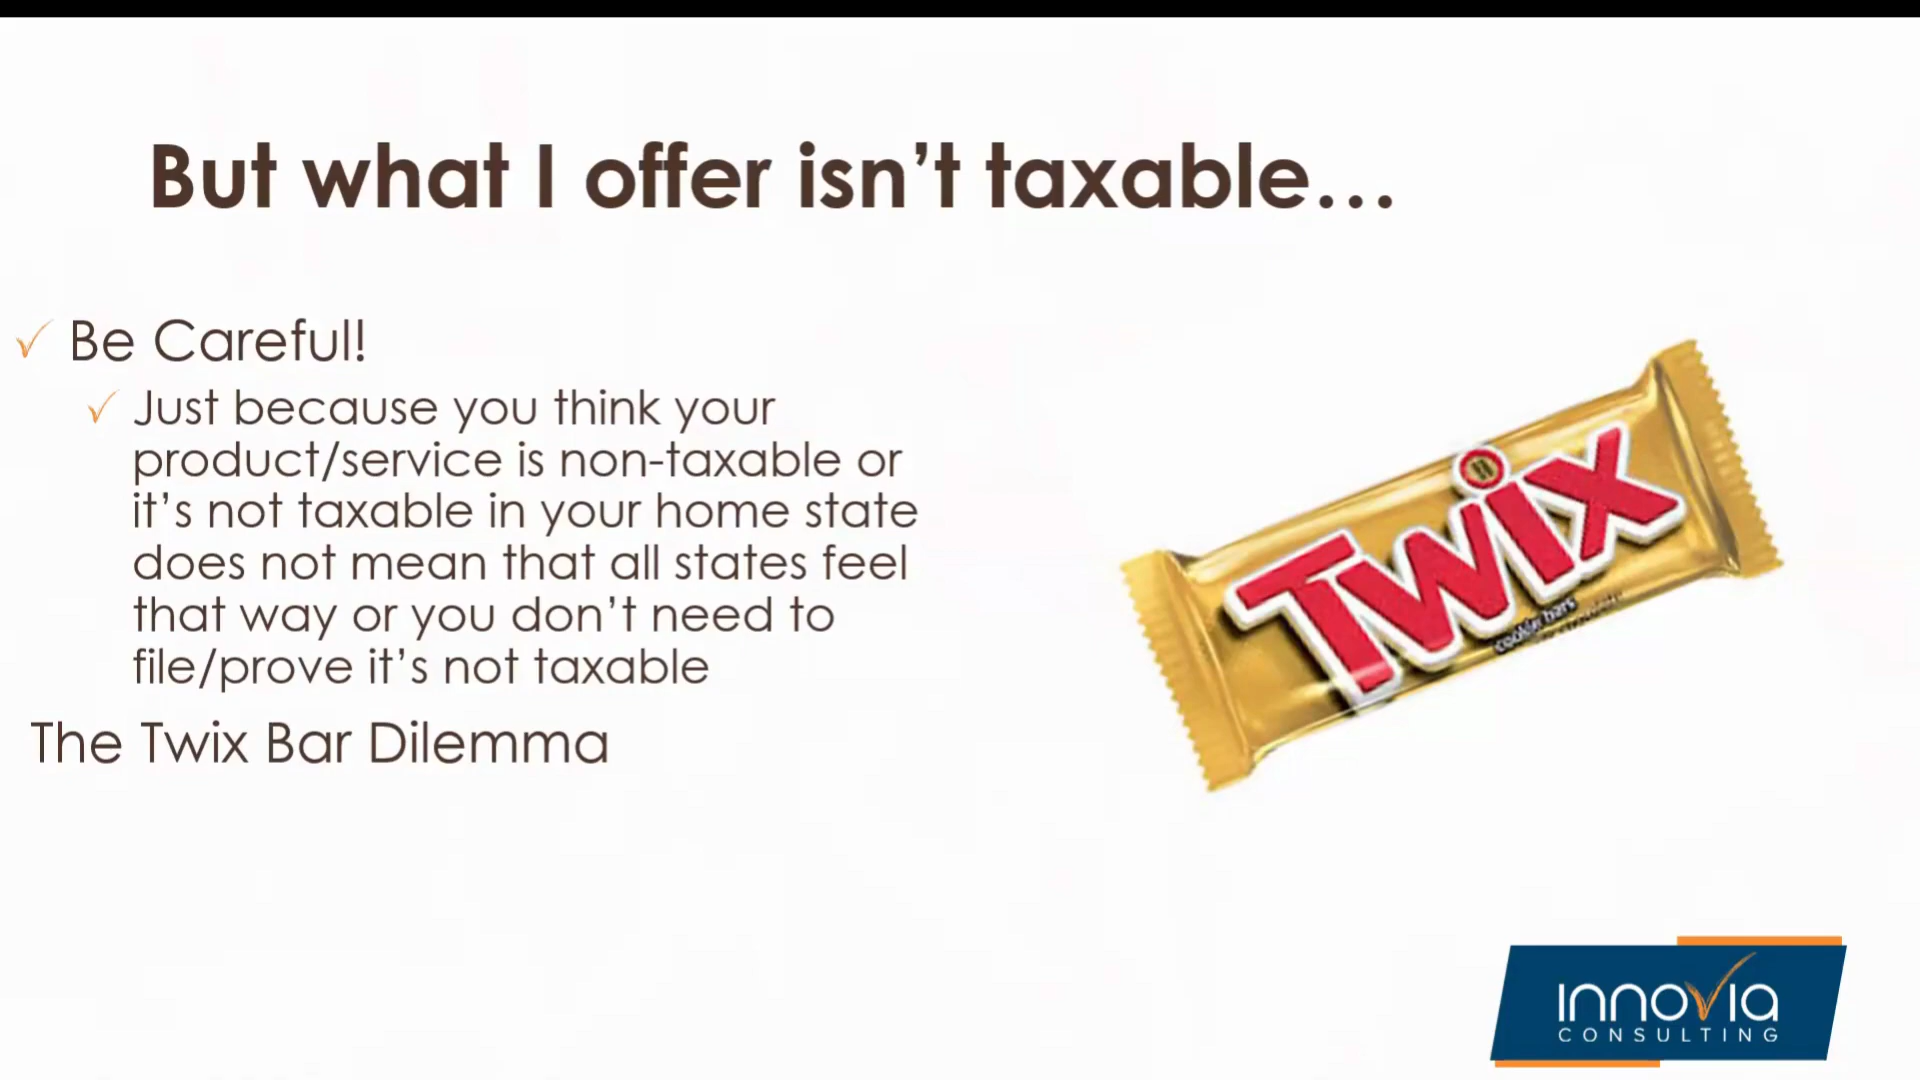 But what I offer isn’t taxable…
Be Careful!
Just because you think your
product/service is non-taxable or
it’s not taxable in your home state
does not mean that all states feel
that way or you don’t need to
file/prove it’s not taxable
The Twix Bar Dilemma
Twix
cookie bars
innovia
CONSULTING